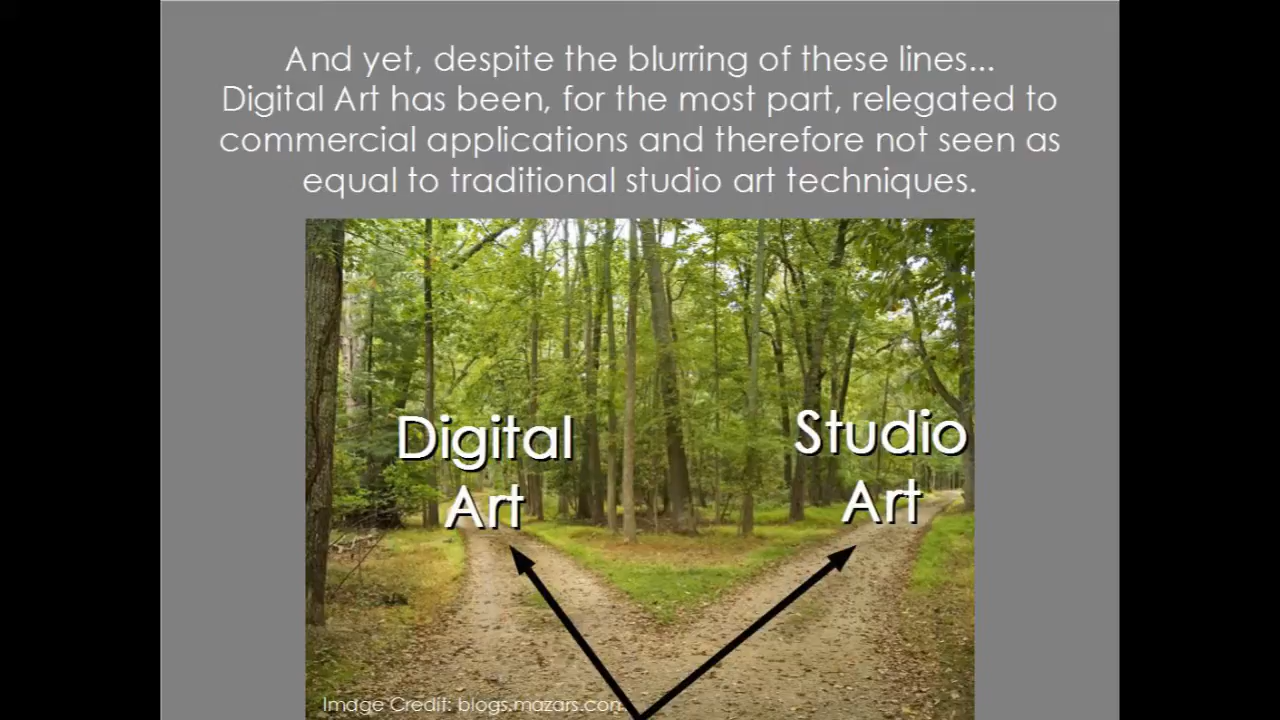 And yet, despite the blurring of these lines...
Digital Art has been, for the most part, relegated to
commercial applications and therefore not seen as
equal to traditional studio art techniques.
Digital
Art
Studio
Art
Image Credit: blogs.mazars.com